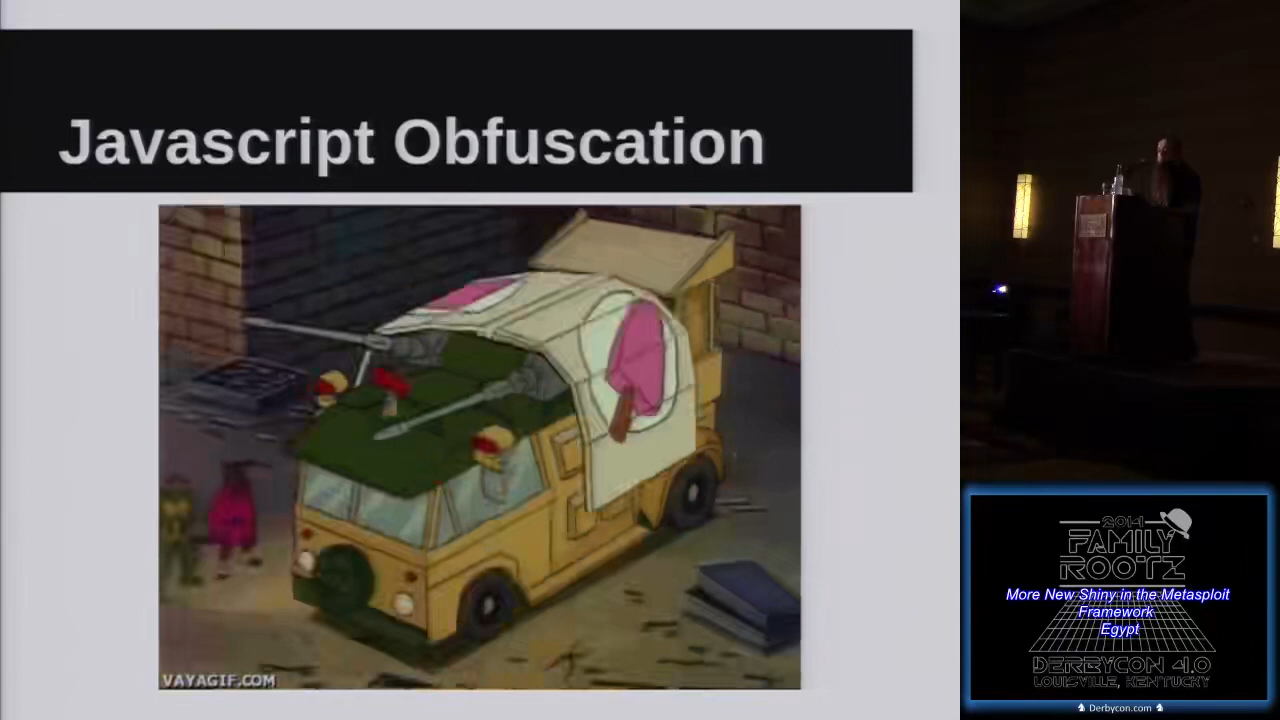 Javascript Obfuscation
VAYAGIF.COM
2014
FAMILY
ROOTZ
More New Shiny in the Metasploit
Framework
Egypt
DERBYCON 4.0
LOUISVILLE, KENTUCKY
Derbycon.com